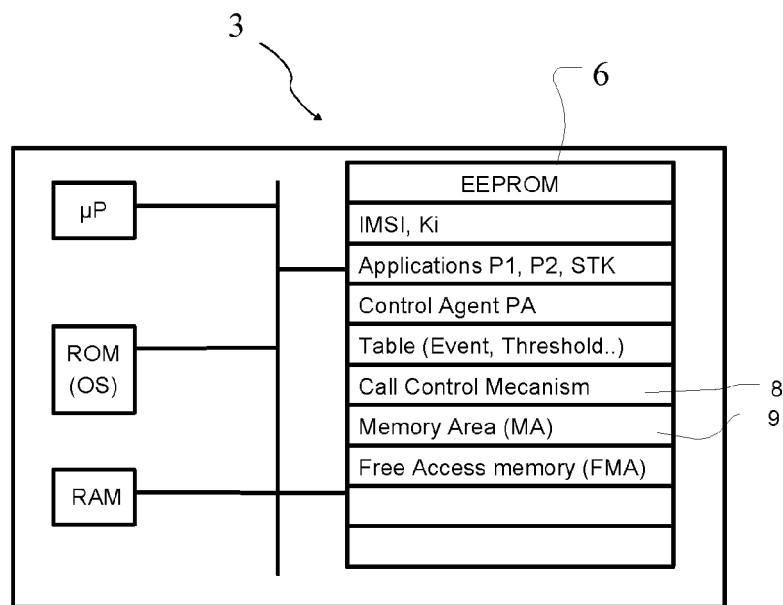 3
6
EEPROM
µP
IMSI, Ki
Applications P1, P2, STK
Control Agent PA
ROM
(OS)
Table (Event, Threshold..)
Call Control Mecanism
8
Memory Area (MA)
9
Free Access memory (FMA)
RAM